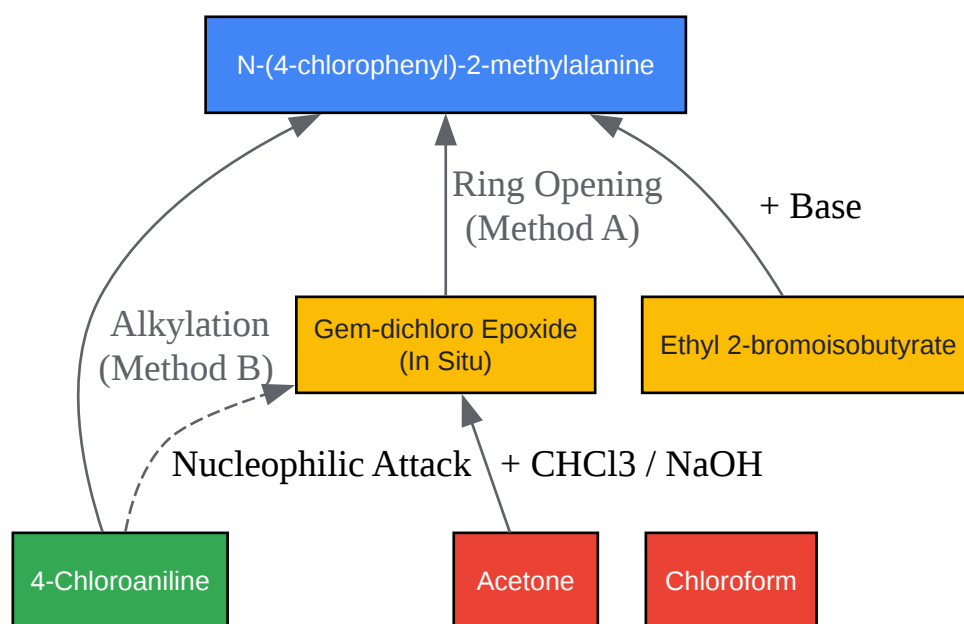 N-(4-chlorophenyl)-2-methylalanine
Ring Opening
(Method A)
+ Base
Alkylation
(Method B)
Gem-dichloro Epoxide
(In Situ)
Ethyl 2-bromoisobutyrate
Nucleophilic Attack
+ CHCl3 / NaOH
4-Chloroaniline
Acetone
Chloroform